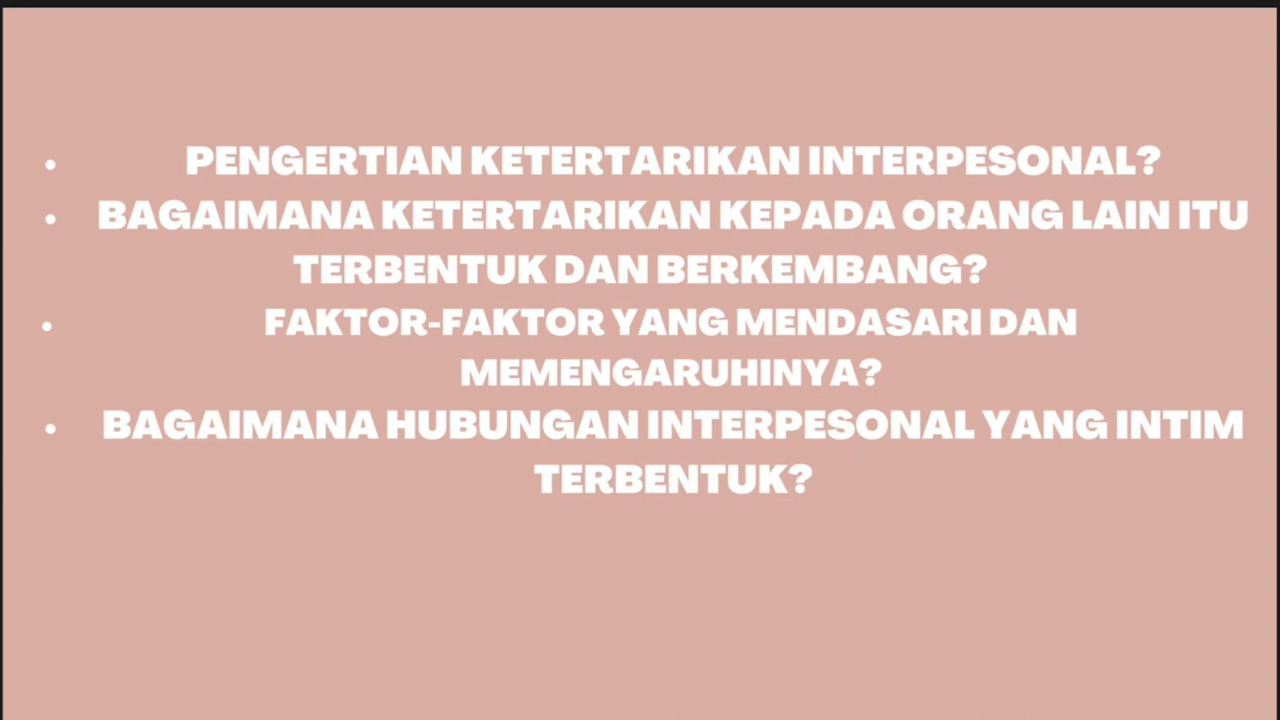 • PENGERTIAN KETERTARIKAN INTERPESONAL?
• BAGAIMANA KETERTARIKAN KEPADA ORANG LAIN ITU
TERBENTUK DAN BERKEMBANG?
• FAKTOR-FAKTOR YANG MENDASARI DAN
MEMENGARUHINYA?
• BAGAIMANA HUBUNGAN INTERPESONAL YANG INTIM
TERBENTUK?